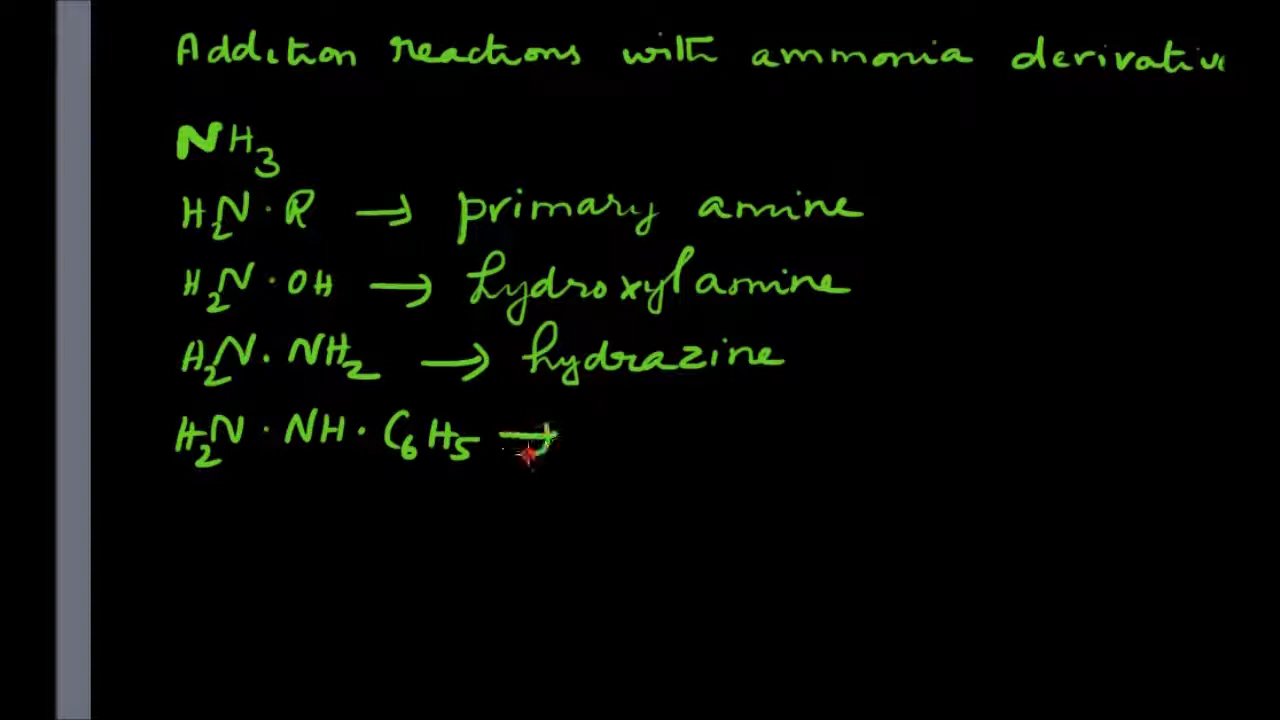 Addition reactions with ammonia derivative
NH3
H2N · R → primary amine
H2N · OH → hydroxylamine
H2N · NH2 → hydrazine
H2N · NH · C6H5 →